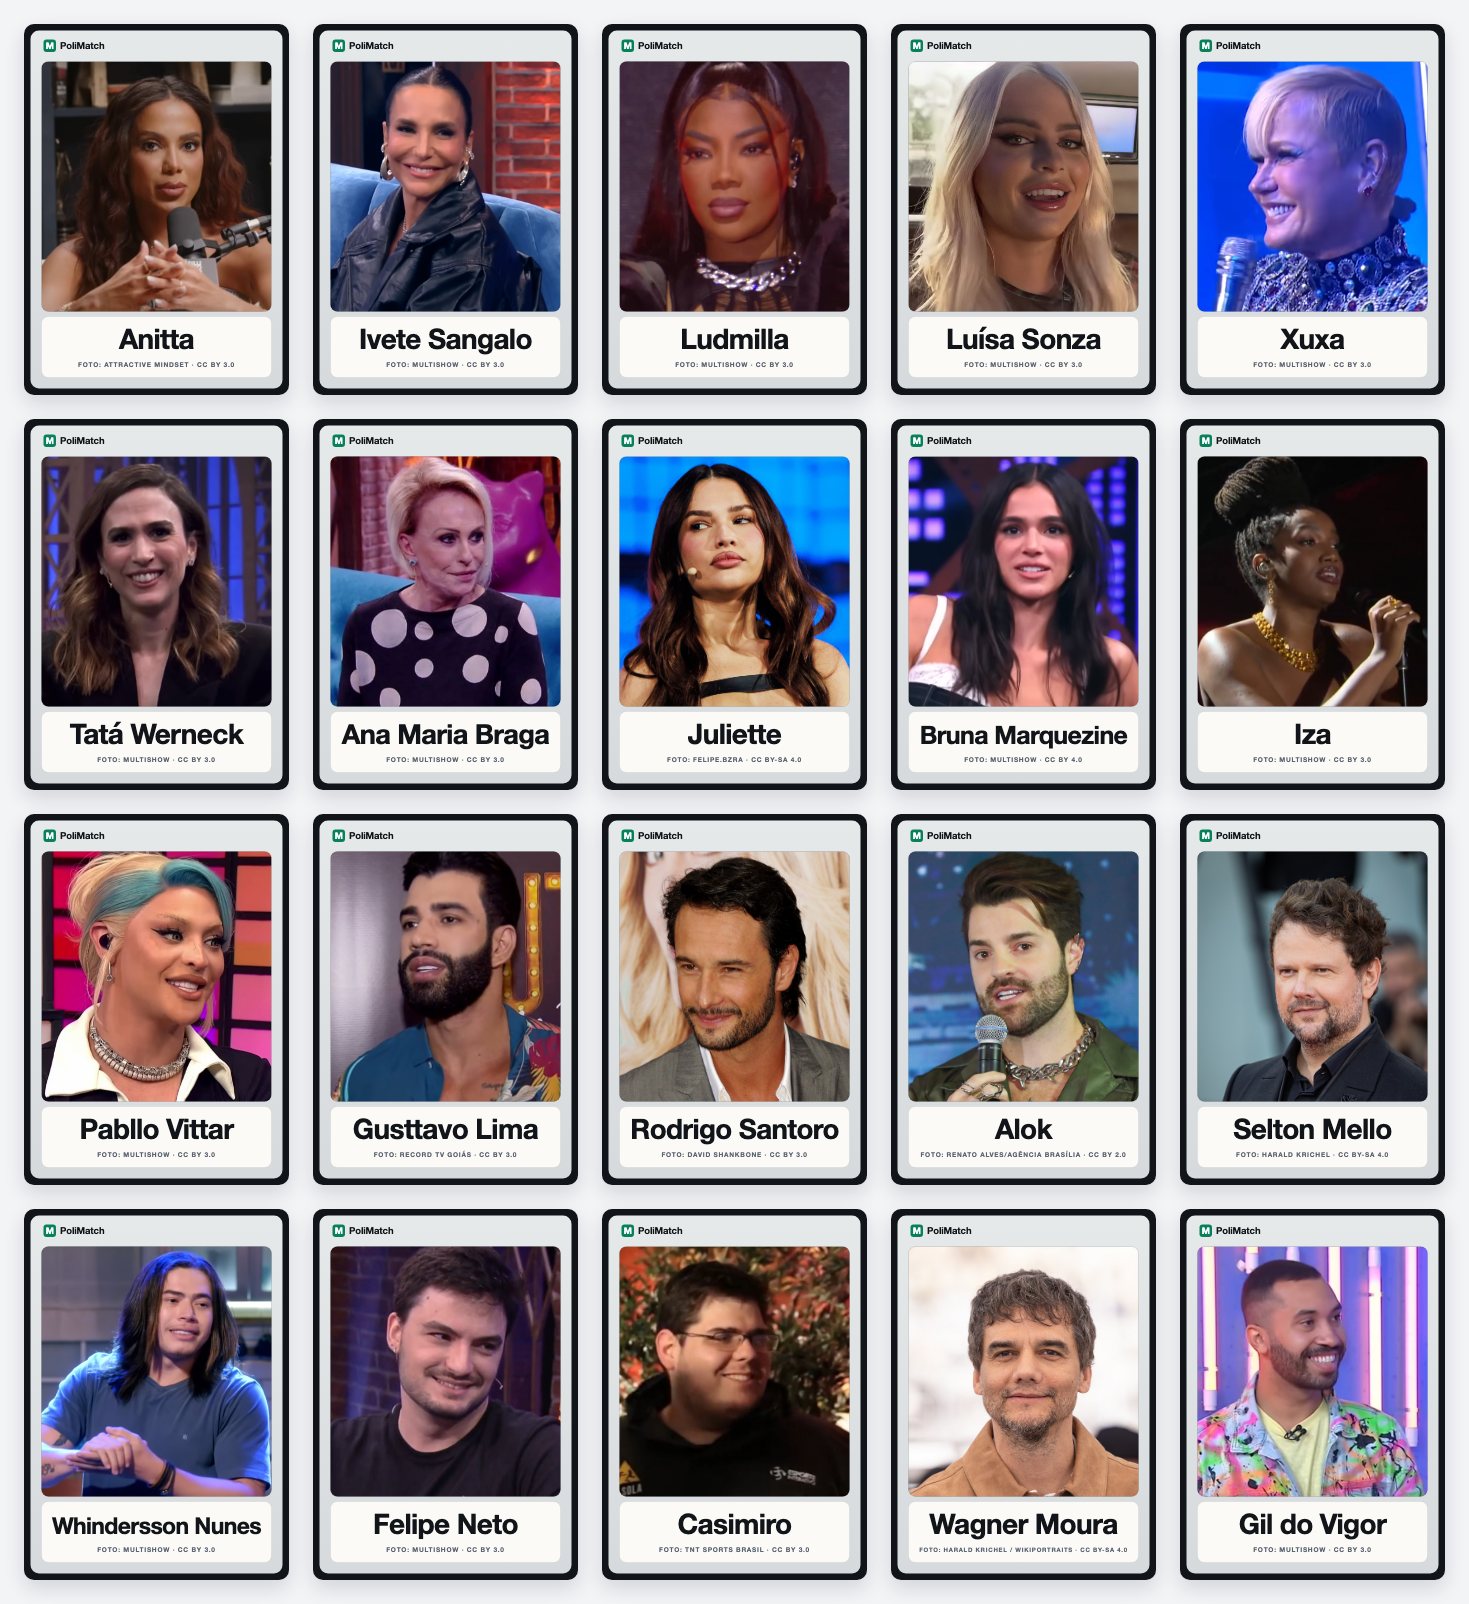 M PoliMatch
M PoliMatch
M PoliMatch
M PoliMatch
M PoliMatch
Anitta
Ivete Sangalo
Ludmilla
Luísa Sonza
Xuxa
FOTO: ATTRACTIVE MINDSET · CC BY 3.0
FOTO: MULTISHOW · CC BY 3.0
FOTO: MULTISHOW · CC BY 3.0
FOTO: MULTISHOW · CC BY 3.0
FOTO: MULTISHOW · CC BY 3.0
M PoliMatch
M PoliMatch
M PoliMatch
M PoliMatch
M PoliMatch
Tatá Werneck
Ana Maria Braga
Juliette
Bruna Marquezine
Iza
FOTO: MULTISHOW · CC BY 3.0
FOTO: MULTISHOW · CC BY 3.0
FOTO: FELIPE.BZRA · CC BY-SA 4.0
FOTO: MULTISHOW · CC BY 4.0
FOTO: MULTISHOW · CC BY 3.0
M PoliMatch
M PoliMatch
M PoliMatch
M PoliMatch
M PoliMatch
Pabllo Vittar
Gusttavo Lima
Rodrigo Santoro
Alok
Selton Mello
FOTO: MULTISHOW · CC BY 3.0
FOTO: RECORD TV GOIÁS · CC BY 3.0
FOTO: DAVID SHANKBONE · CC BY 3.0
FOTO: RENATO ALVES/AGÊNCIA BRASÍLIA · CC BY 2.0
FOTO: HARALD KRICHEL · CC BY-SA 4.0
M PoliMatch
M PoliMatch
M PoliMatch
M PoliMatch
M PoliMatch
Whindersson Nunes
Felipe Neto
Casimiro
Wagner Moura
Gil do Vigor
FOTO: MULTISHOW · CC BY 3.0
FOTO: MULTISHOW · CC BY 3.0
FOTO: TNT SPORTS BRASIL · CC BY 3.0
FOTO: HARALD KRICHEL / WIKIPORTRAITS · CC BY-SA 4.0
FOTO: MULTISHOW · CC BY 3.0